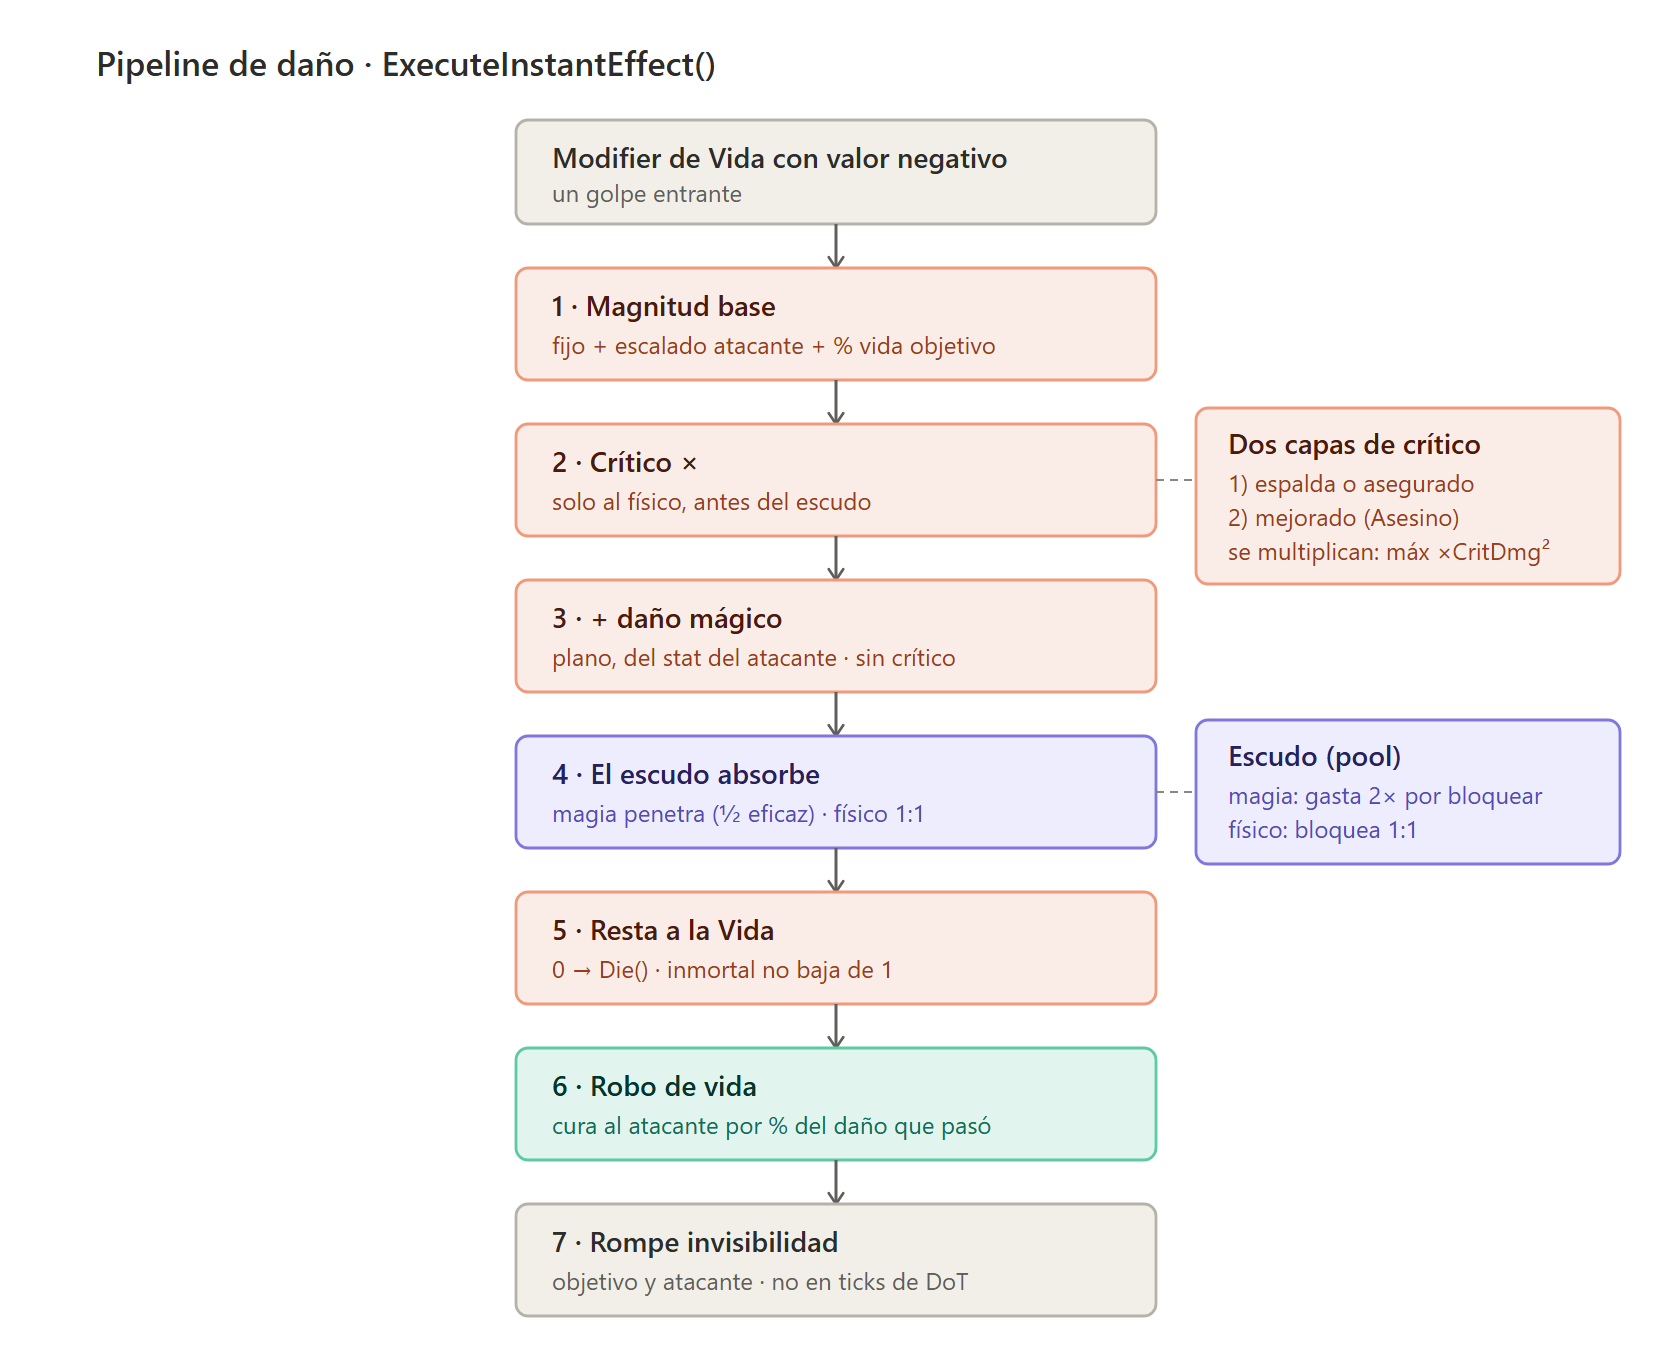 Pipeline de daño · ExecuteInstantEffect()
Modifier de Vida con valor negativo
un golpe entrante
1 · Magnitud base
fijo + escalado atacante + % vida objetivo
2 · Crítico ×
solo al físico, antes del escudo
Dos capas de crítico
1) espalda o asegurado
2) mejorado (Asesino)
se multiplican: máx ×CritDmg²
3 · + daño mágico
plano, del stat del atacante · sin crítico
4 · El escudo absorbe
magia penetra (½ eficaz) · físico 1:1
Escudo (pool)
magia: gasta 2× por bloquear
físico: bloquea 1:1
5 · Resta a la Vida
0 → Die() · inmortal no baja de 1
6 · Robo de vida
cura al atacante por % del daño que pasó
7 · Rompe invisibilidad
objetivo y atacante · no en ticks de DoT